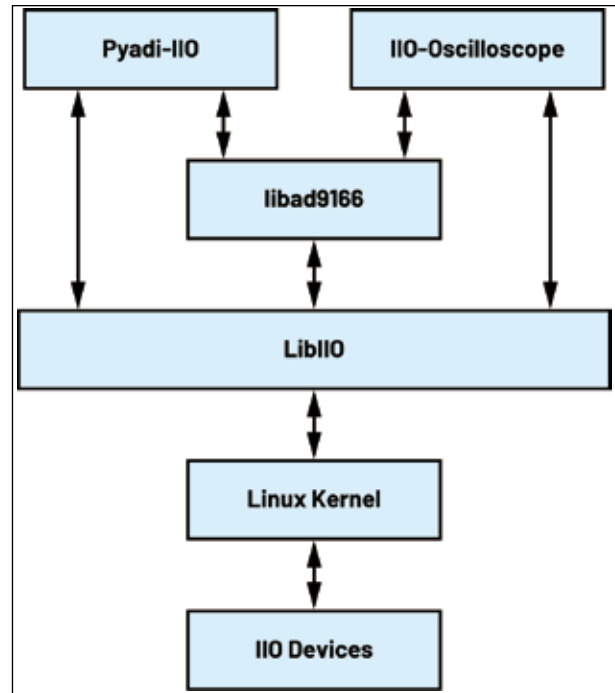 Pyadi-IIO
IIO-Oscilloscope
libad9166
LibIIO
Linux Kernel
IIO Devices